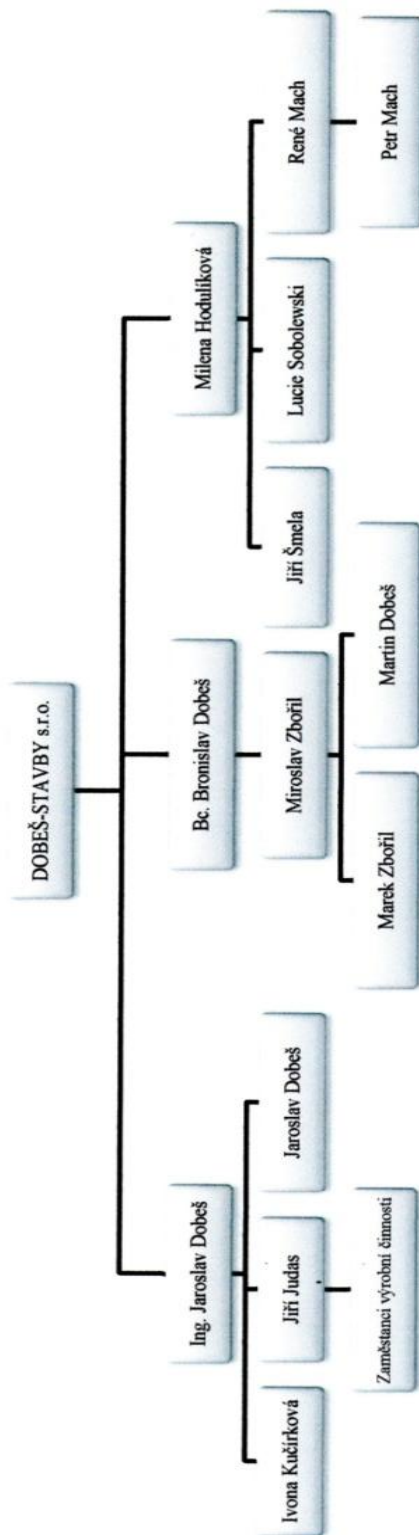 DOBEŠ-STAVBY s.r.o.
Ing. Jaroslav Dobeš
Bc. Bronislav Dobeš
Milena Hodulíková
Ivona Kučírková
Jiří Judas
Jaroslav Dobeš
Miroslav Zbořil
Jiří Šmela
Lucie Sobolewski
René Mach
Zaměstanci výrobní činnosti
Marek Zbořil
Martin Dobeš
Petr Mach